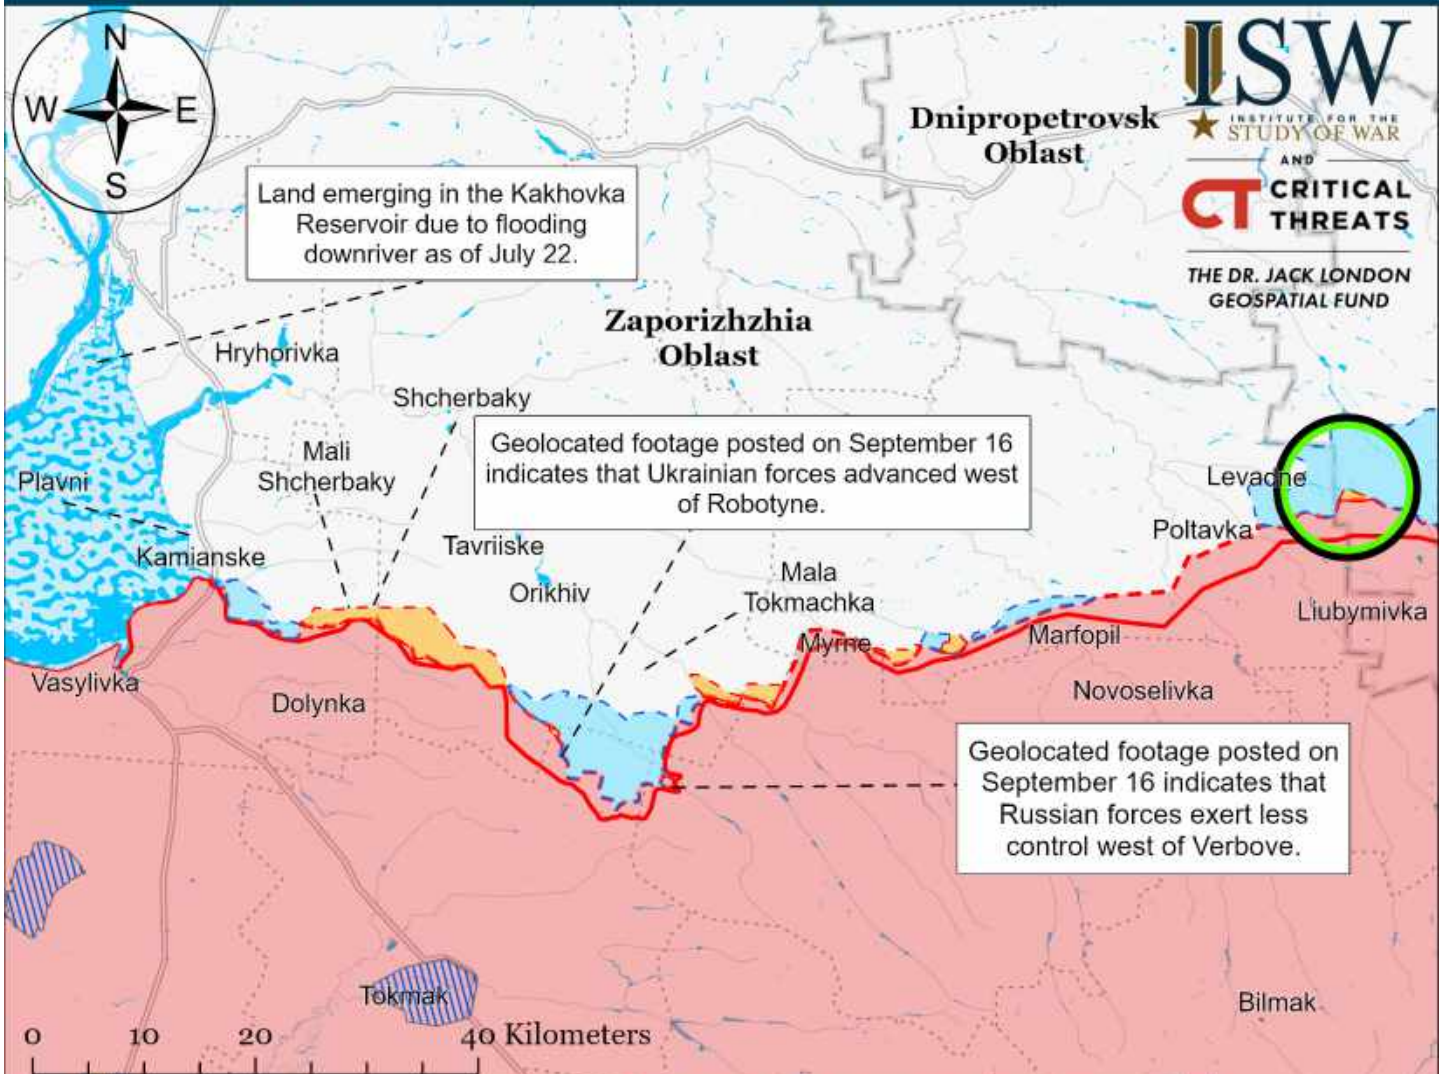 N
W
E
S
ISW
INSTITUTE FOR THE
STUDY OF WAR
AND
CT CRITICAL
THREATS
THE DR. JACK LONDON
GEOSPATIAL FUND
Dnipropetrovsk
Oblast
Land emerging in the Kakhovka
Reservoir due to flooding
downriver as of July 22.
Zaporizhzhia
Oblast
Hryhorivka
Shcherbaky
Geolocated footage posted on September 16
indicates that Ukrainian forces advanced west
of Robotyne.
Mali
Shcherbaky
Plavni
Levadne
Poltavka
Kamianske
Tavriiske
Orikhiv
Mala
Tokmachka
Liubymivka
Myrne
Marfopil
Vasylivka
Dolynka
Novoselivka
Geolocated footage posted on
September 16 indicates that
Russian forces exert less
control west of Verbove.
Tokmak
Bilmak
0 10 20 40 Kilometers